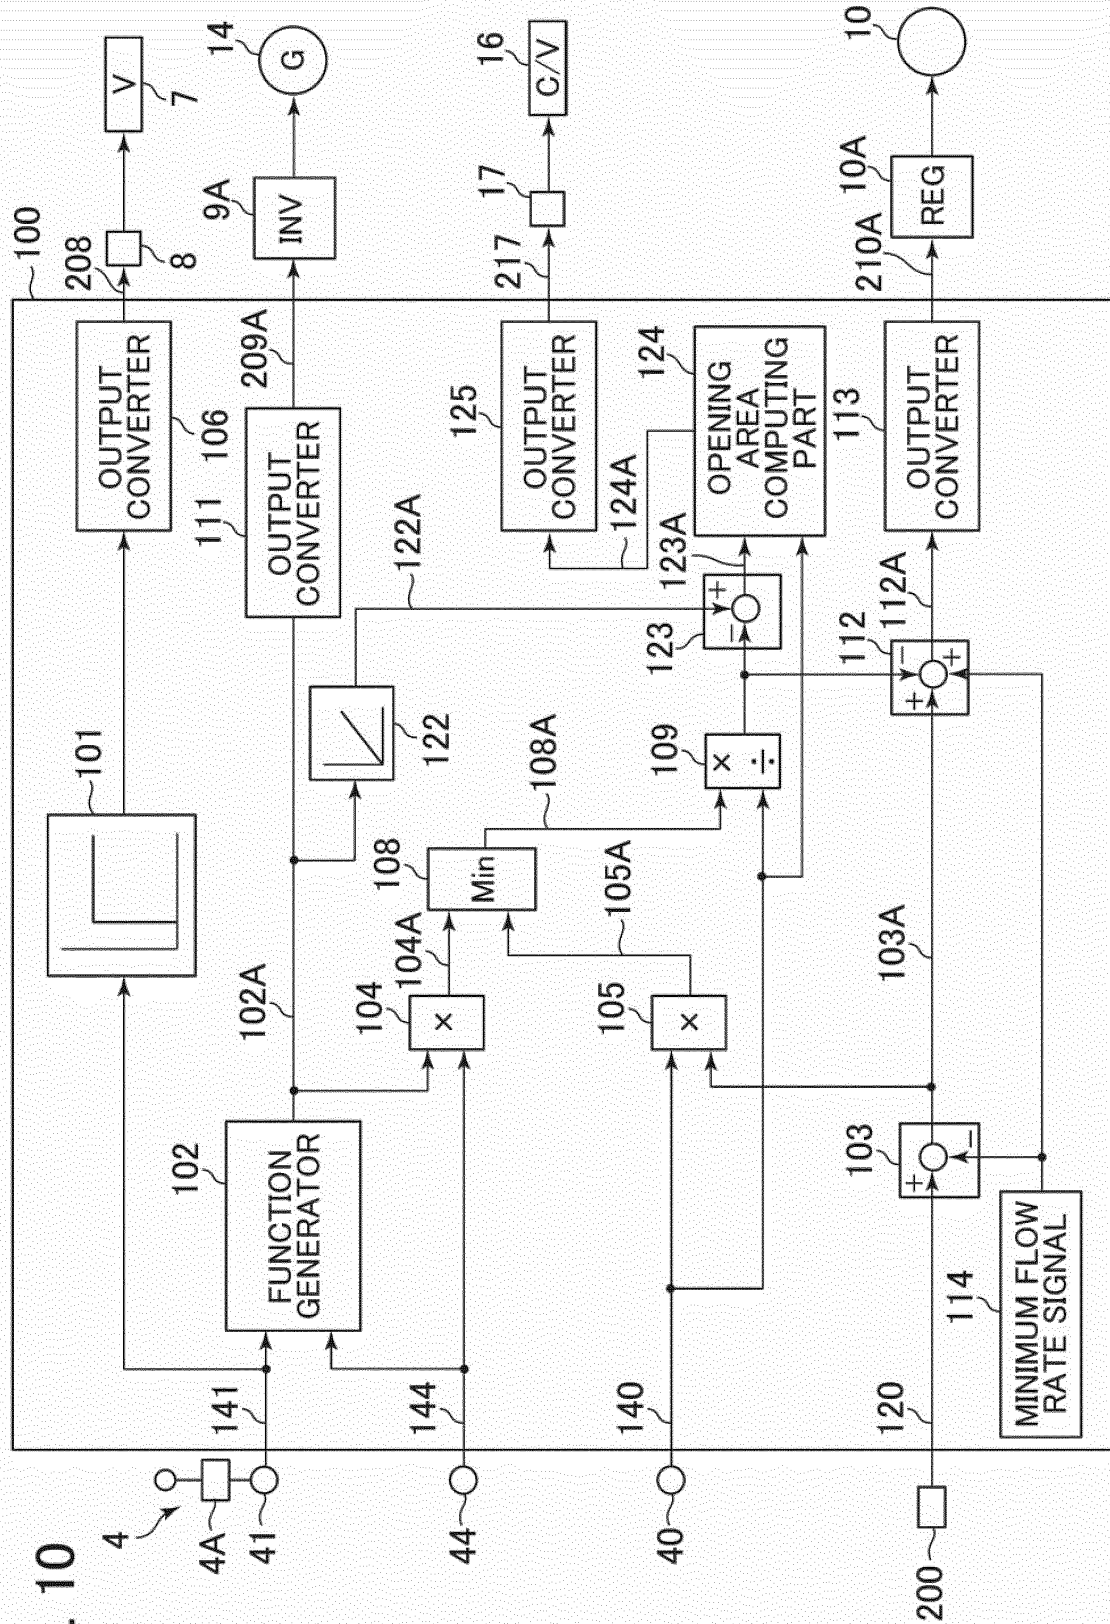 . 10
100
4
4A
41
141
101
OUTPUT
CONVERTER
106
208
8
V
7
102
FUNCTION
GENERATOR
102A
111
OUTPUT
CONVERTER
209A
9A
INV
14
G
44
144
104
×
104A
108
Min
122
122A
108A
125
OUTPUT
CONVERTER
217
17
16
C/V
40
140
105
×
105A
109
×
÷
123
+
−
123A
124A
124
OPENING
AREA
COMPUTING
PART
200
120
103
+
−
103A
112
−
+
+
112A
113
OUTPUT
CONVERTER
210A
10A
REG
10
114
MINIMUM FLOW
RATE SIGNAL